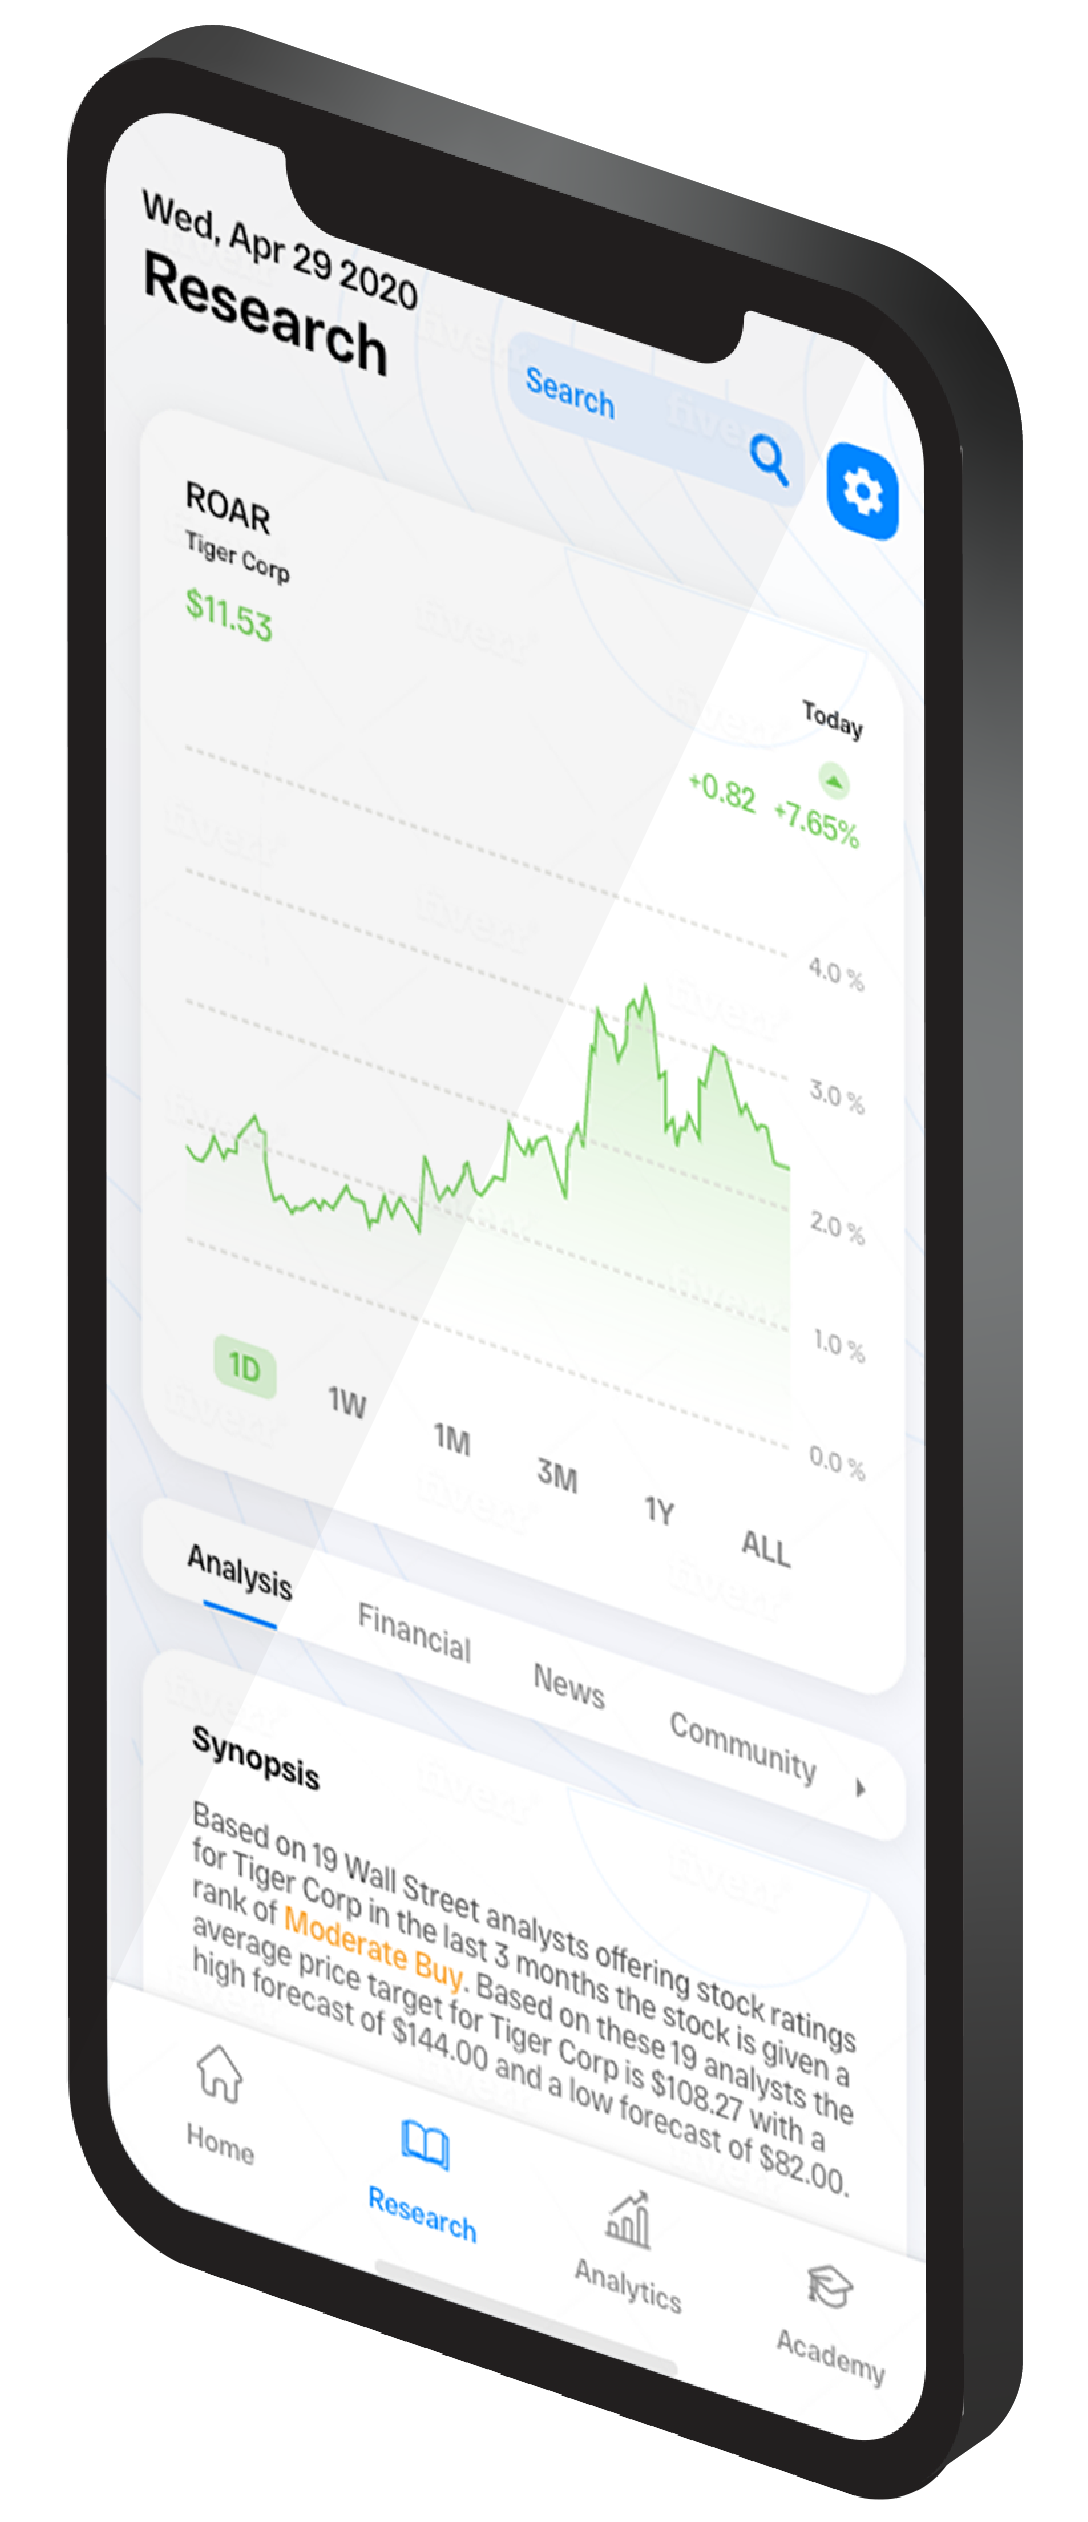 Wed, Apr 29 2020
Research
Search
ROAR
Tiger Corp
$11.53
Today
+0.82 +7.65%
4.0 %
3.0 %
2.0 %
1.0 %
0.0 %
1D 1W 1M 3M 1Y ALL
Analysis Financial News Community
Synopsis
Based on 19 Wall Street analysts offering stock ratings
for Tiger Corp in the last 3 months the stock is given a
rank of Moderate Buy. Based on these 19 analysts the
average price target for Tiger Corp is $108.27 with a
high forecast of $144.00 and a low forecast of $82.00.
Home Research Analytics Academy
fiverr